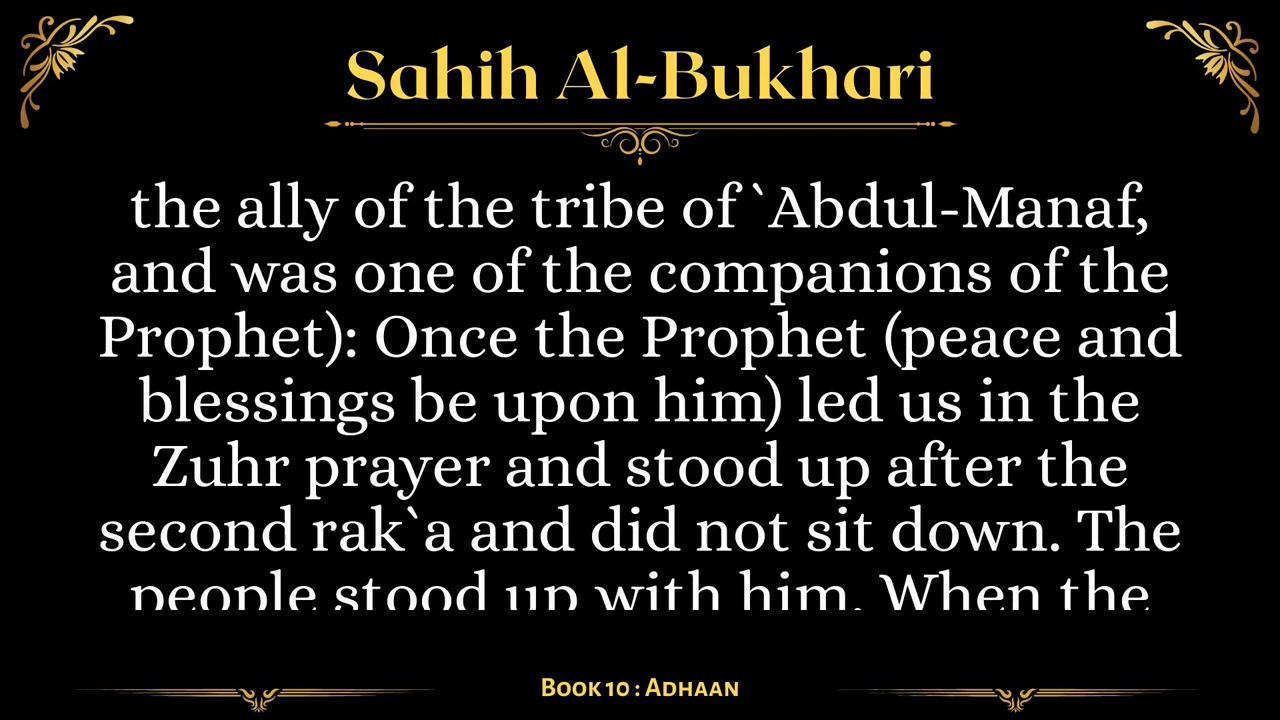 Sahih Al-Bukhari
the ally of the tribe of `Abdul-Manaf,
and was one of the companions of the
Prophet): Once the Prophet (peace and
blessings be upon him) led us in the
Zuhr prayer and stood up after the
second rak`a and did not sit down. The
people stood up with him. When the
Book 10 : Adhaan